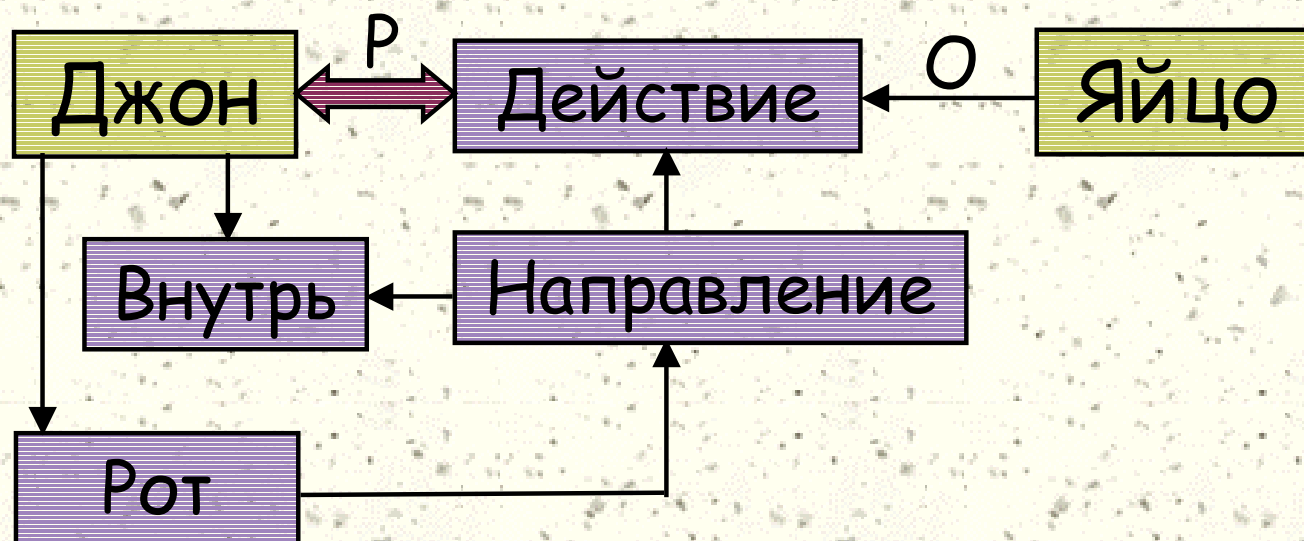 Р
О
Джон
Действие
Яйцо
Внутрь
Направление
Рот